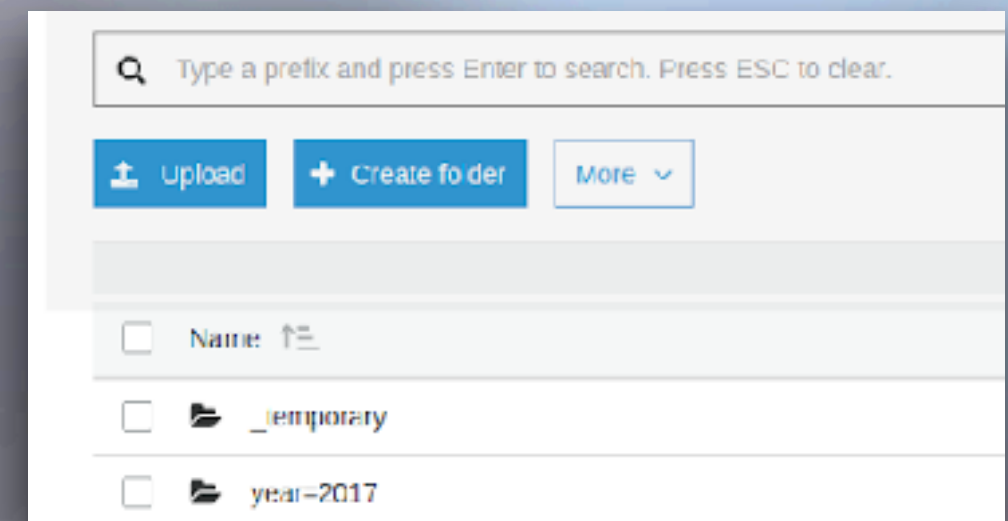 Type a prefix and press Enter to search. Press ESC to clear.
Upload Create folder More
Name
_temporary
year=2017